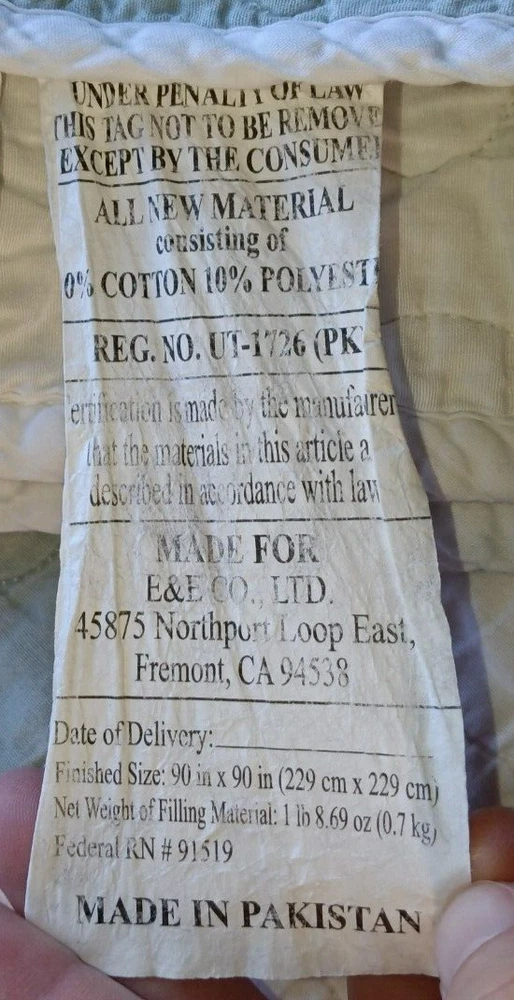 UNDER PENALTY OF LAW
THIS TAG NOT TO BE REMOVE
EXCEPT BY THE CONSUME
ALL NEW MATERIAL
consisting of
0% COTTON 10% POLYEST
REG. NO. UT-1726 (PK
ertification is made by the manufatrer
that the materials in this article a
described in accordance with law
MADE FOR
E&E CO., LTD.
45875 Northport Loop East,
Fremont, CA 94538
Date of Delivery:
Finished Size: 90 in x 90 in (229 cm x 229 cm)
Net Weight of Filling Material: 1 lb 8.69 oz (0.7 kg)
Federal RN # 91519
MADE IN PAKISTAN